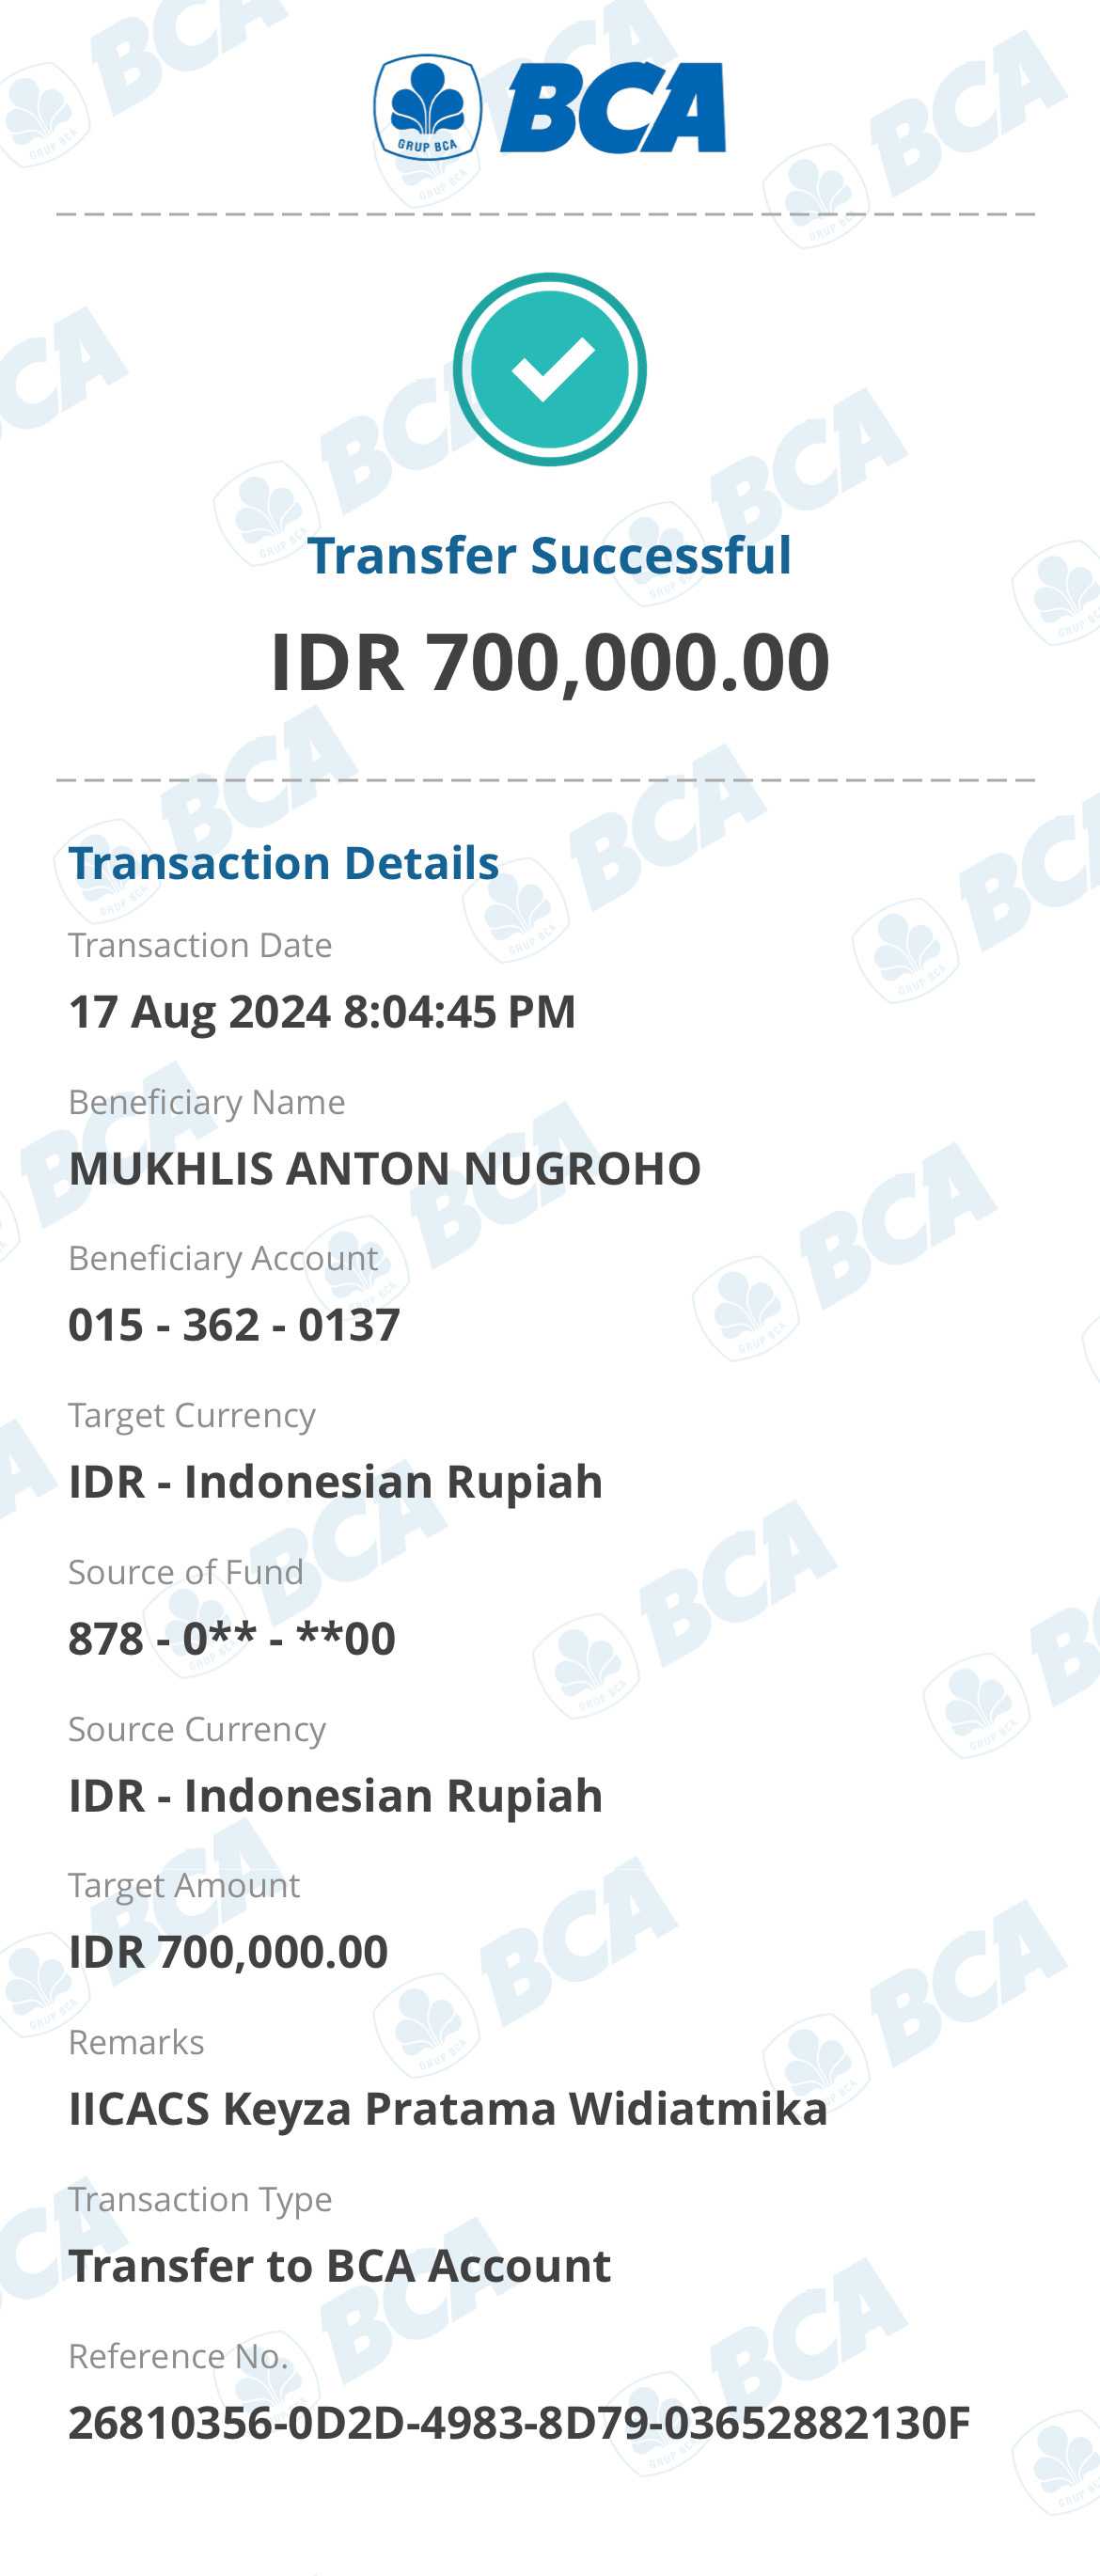 GRUP BCA
BCA
Transfer Successful
IDR 700,000.00
Transaction Details
Transaction Date
17 Aug 2024 8:04:45 PM
Beneficiary Name
MUKHLIS ANTON NUGROHO
Beneficiary Account
015 - 362 - 0137
Target Currency
IDR - Indonesian Rupiah
Source of Fund
878 - 0** - **00
Source Currency
IDR - Indonesian Rupiah
Target Amount
IDR 700,000.00
Remarks
IICACS Keyza Pratama Widiatmika
Transaction Type
Transfer to BCA Account
Reference No.
26810356-0D2D-4983-8D79-03652882130F